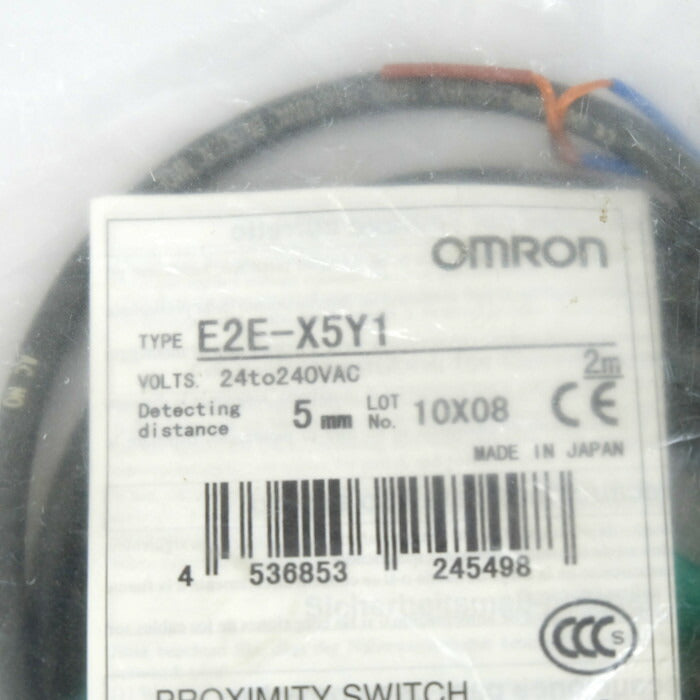 OMRON
TYPE E2E-X5Y1
2m
VOLTS. 24to240VAC
Detecting distance 5 mm LOT No. 10X08 CE
MADE IN JAPAN
4 536853 245498
CCC S
PROXIMITY SWITCH